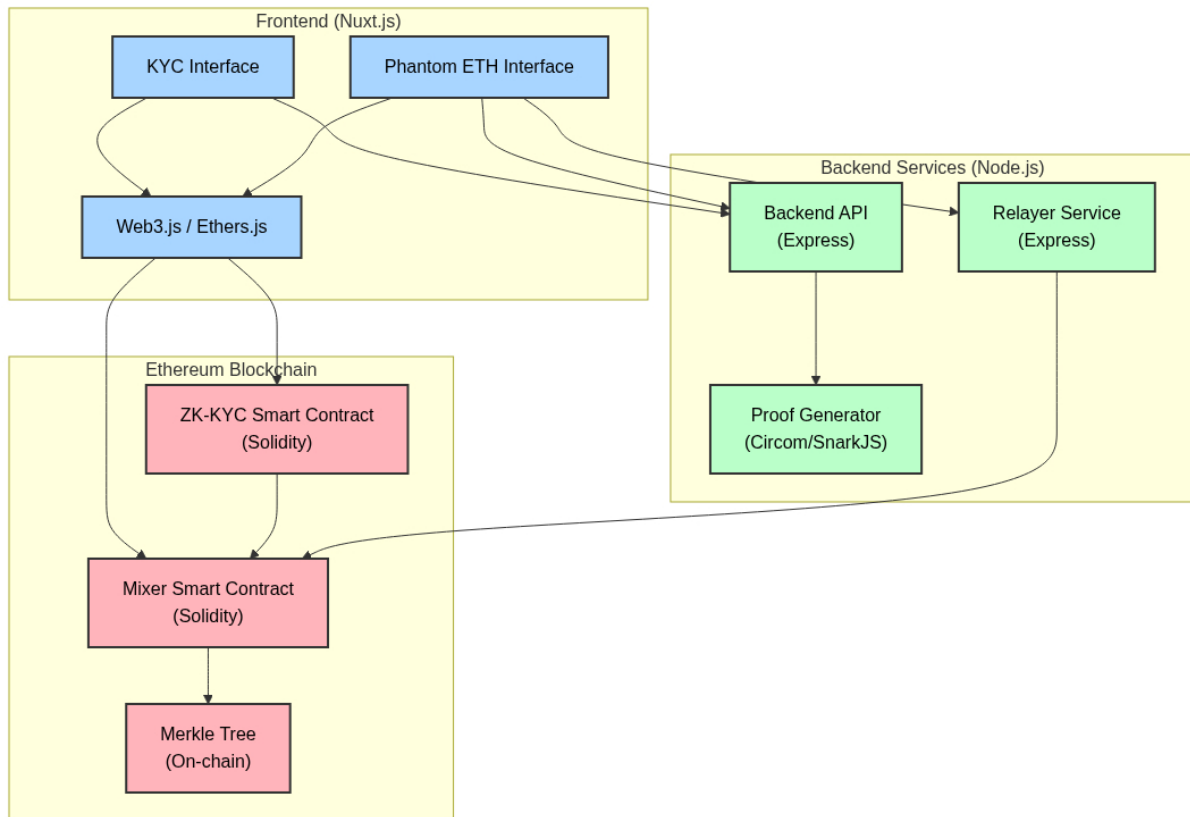 Frontend (Nuxt.js)
KYC Interface
Phantom ETH Interface
Web3.js / Ethers.js
Backend Services (Node.js)
Backend API
(Express)
Relayer Service
(Express)
Proof Generator
(Circom/SnarkJS)
Ethereum Blockchain
ZK-KYC Smart Contract
(Solidity)
Mixer Smart Contract
(Solidity)
Merkle Tree
(On-chain)